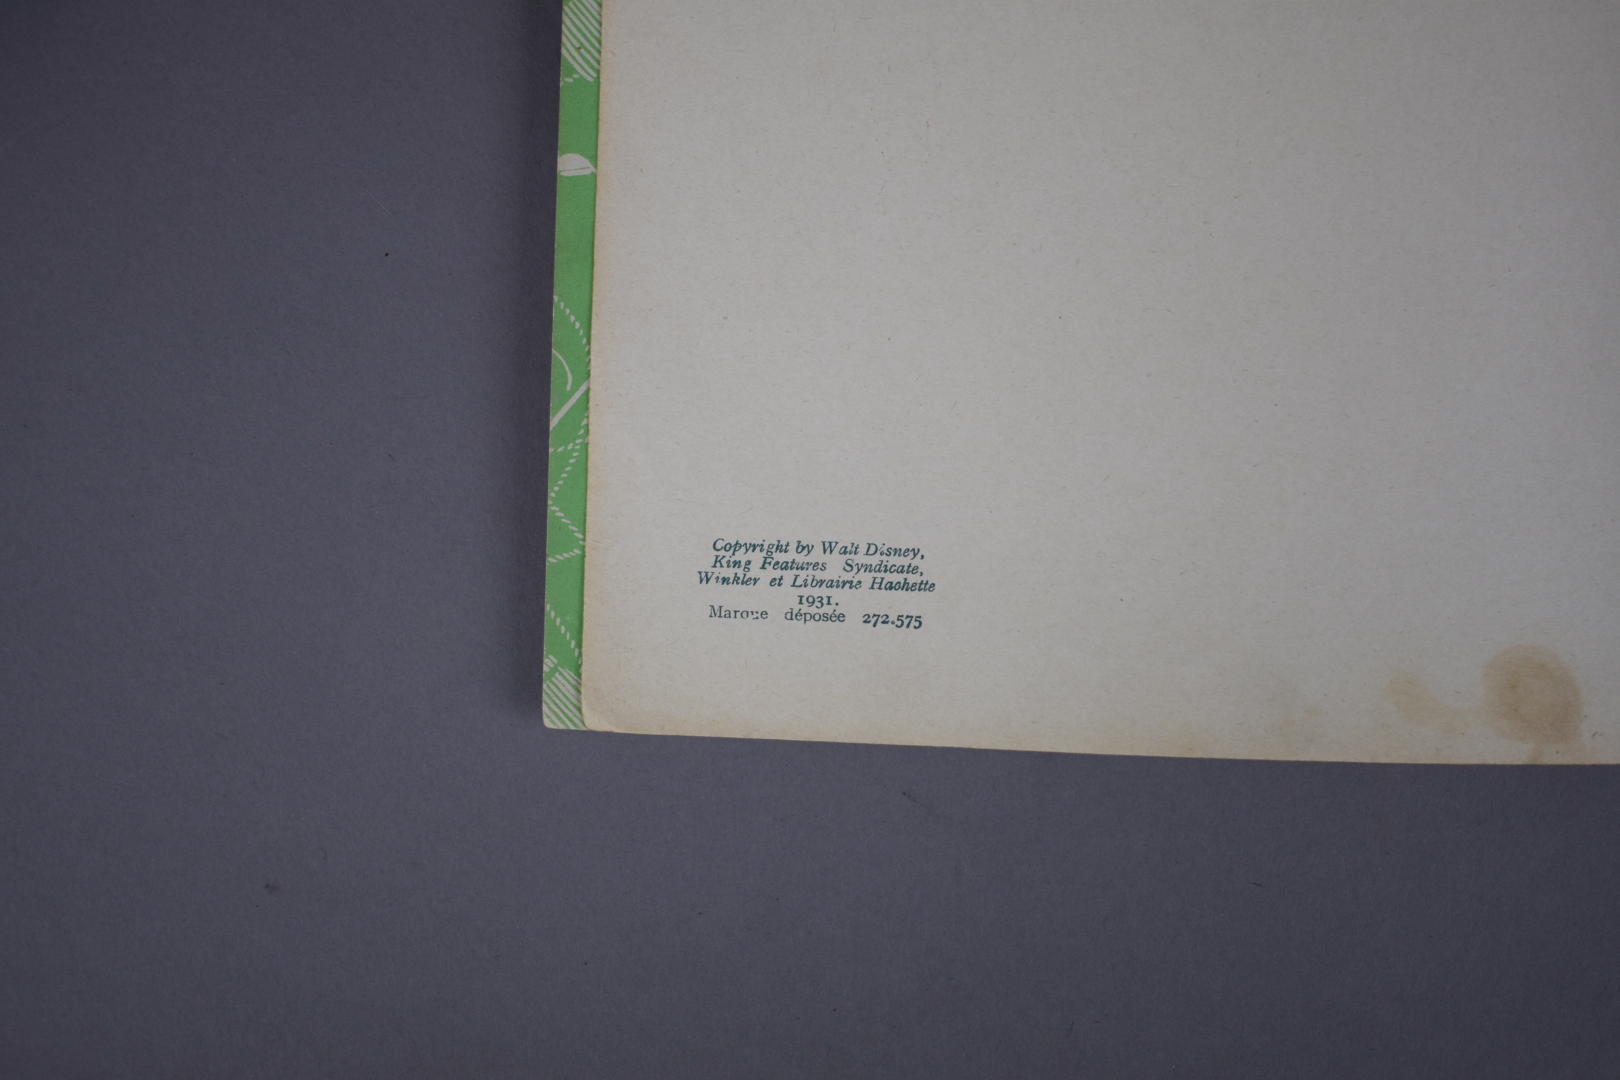 Copyright by Walt Disney,
King Features Syndicate,
Winkler et Librairie Hachette
1931.
Marque déposée 272.575